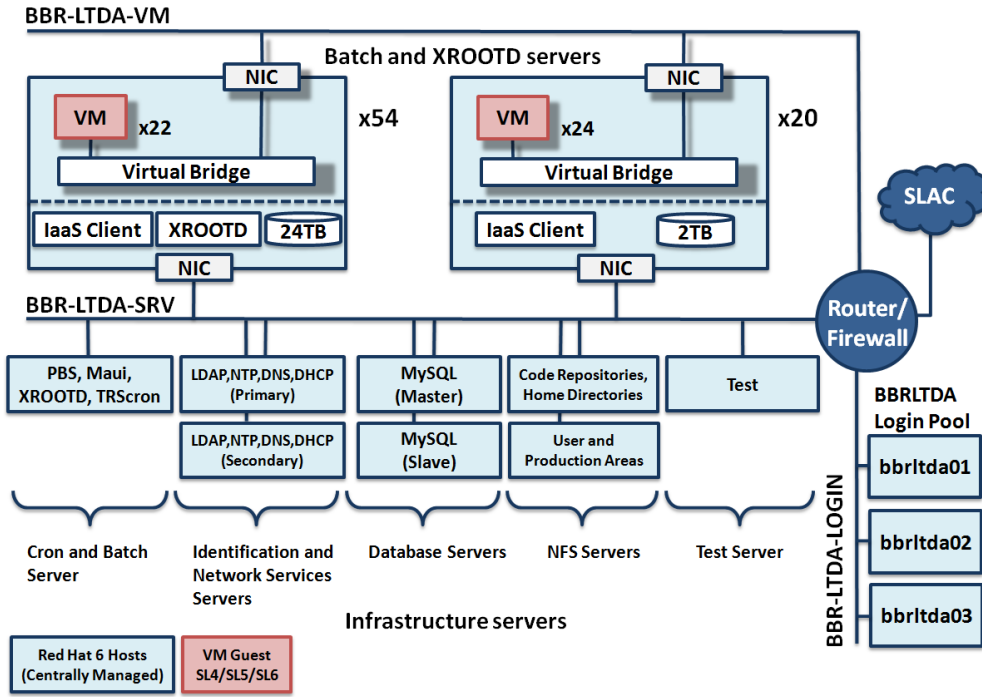 BBR-LTDA-VM
Batch and XROOTD servers
NIC
NIC
VM
x22
x54
VM
x24
x20
Virtual Bridge
Virtual Bridge
IaaS Client
XROOTD
24TB
IaaS Client
2TB
SLAC
NIC
NIC
BBR-LTDA-SRV
Router/
Firewall
PBS, Maui,
XROOTD, TRScron
LDAP,NTP,DNS,DHCP
(Primary)
MySQL
(Master)
Code Repositories,
Home Directories
Test
LDAP,NTP,DNS,DHCP
(Secondary)
MySQL
(Slave)
User and
Production Areas
BBRLTDA
Login Pool
bbrltda01
bbrltda02
bbrltda03
BBR-LTDA-LOGIN
Cron and Batch
Server
Identification and
Network Services
Servers
Database Servers
NFS Servers
Test Server
Infrastructure servers
Red Hat 6 Hosts
(Centrally Managed)
VM Guest
SL4/SL5/SL6